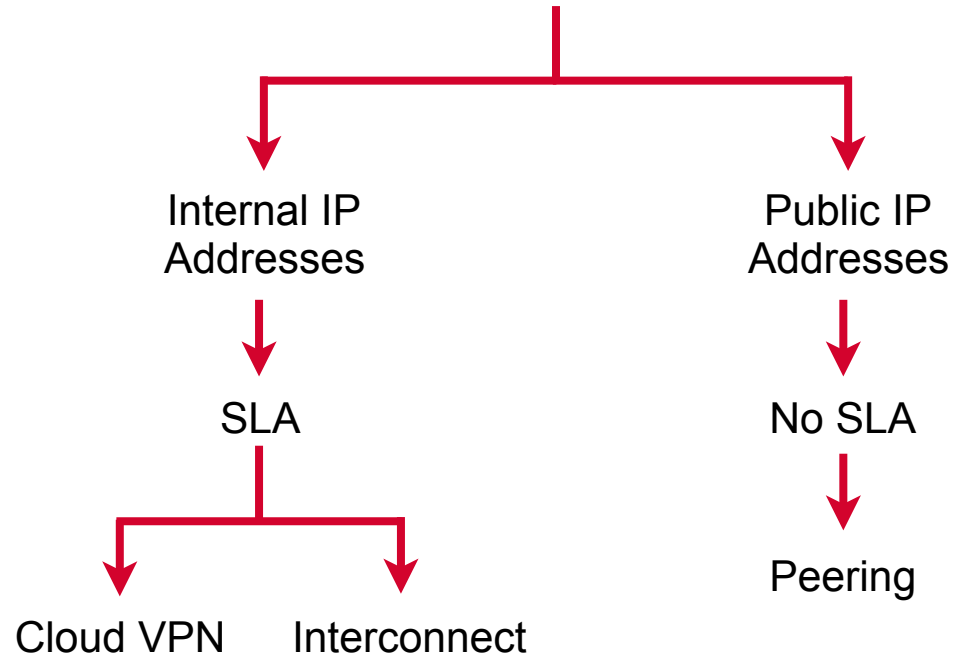 Internal IP
Addresses
Public IP
Addresses
SLA
No SLA
Peering
Cloud VPN
Interconnect